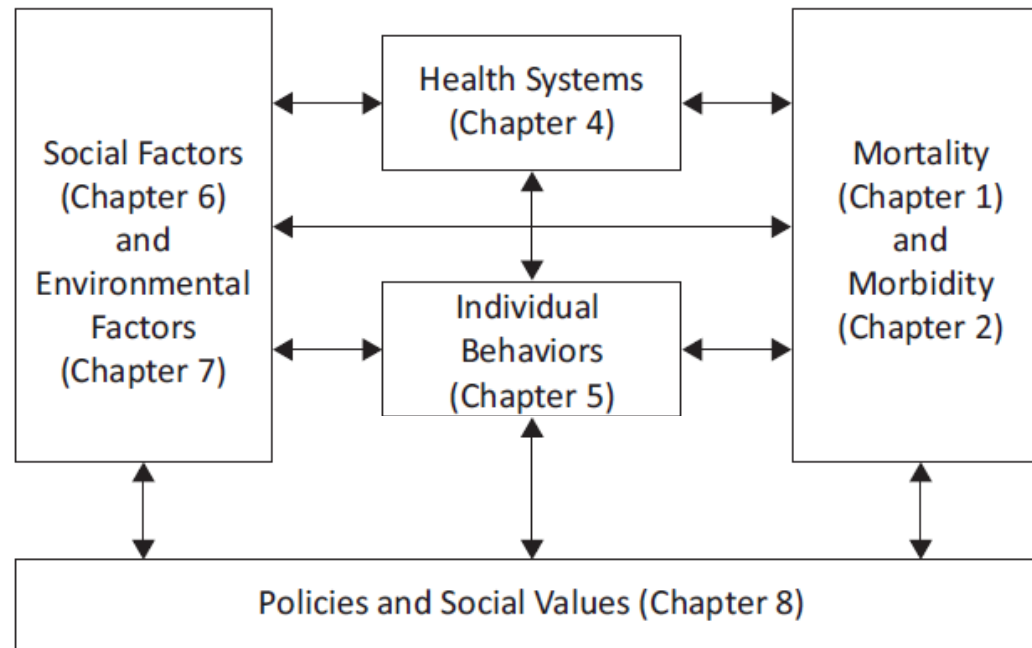 Social Factors
(Chapter 6)
and
Environmental
Factors
(Chapter 7)
Health Systems
(Chapter 4)
Individual
Behaviors
(Chapter 5)
Mortality
(Chapter 1)
and
Morbidity
(Chapter 2)
Policies and Social Values (Chapter 8)